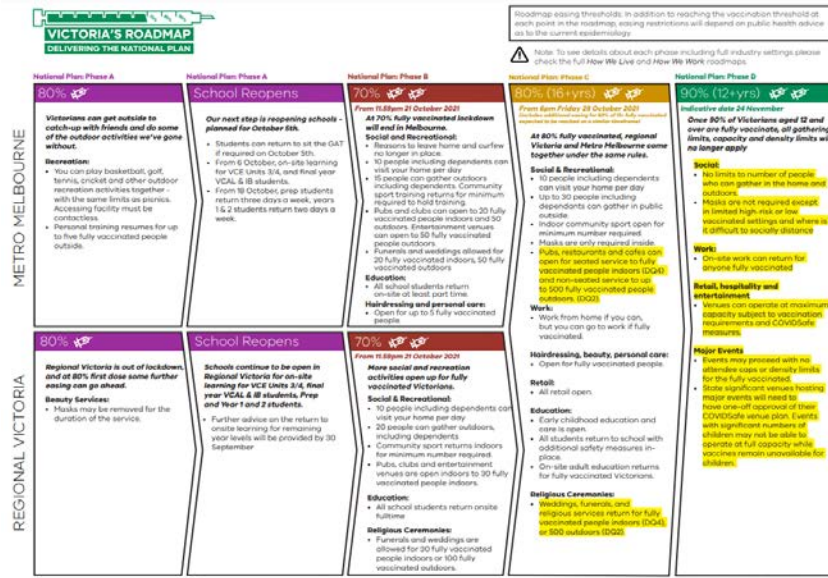 VICTORIA'S ROADMAP
DELIVERING THE NATIONAL PLAN
Roadmap easing thresholds: In addition to reaching the vaccination threshold at
each point in the roadmap, easing restrictions will depend on public health advice
as to the current epidemiology
Note: To see details about each phase including full industry settings please
check the full How We Live and How We Work roadmaps.
METRO MELBOURNE
National Plan: Phase A
80%
Victorians can get outside to
catch-up with friends and do some
of the outdoor activities we've gone
without.
Recreation:
• You can play basketball, golf,
tennis, cricket and other outdoor
recreation activities together -
with the same limits as picnics.
Accessing facility must be
contactless.
• Personal training resumes for up
to five fully vaccinated people
outside.
National Plan: Phase A
School Reopens
Our next step is reopening schools -
planned for October 5th.
• Students can return to sit the GAT
if required on October 5th.
• From 6 October, on-site learning
for VCE Units 3/4, and final year
VCAL & IB students.
• From 18 October prep students
return three days a week, years
1 & 2 students return two days a
week.
National Plan: Phase B
70%
From 11.59pm 21 October 2021
At 70% fully vaccinated lockdown
will end in Melbourne.
Social and Recreational:
• Reasons to leave home and curfew
no longer in place.
• 10 people including dependents can
visit your home per day
• 15 people can gather outdoors
including dependents. Community
sport training returns for minimum
required to hold training.
• Pubs and clubs can open to 20 fully
vaccinated people indoors and 50
outdoors. Entertainment venues
can open to 50 fully vaccinated
people outdoors.
• Funerals and weddings allowed for
20 fully vaccinated indoors, 50 fully
vaccinated outdoors
Education:
• All school students return
on-site at least part time.
Hairdressing and personal care:
• Open for up to 5 fully vaccinated
people
National Plan: Phase C
80% (16+yrs)
From 6pm Friday 29 October 2021
At 80% fully vaccinated, regional
Victoria and Metro Melbourne come
together under the same rules.
Social & Recreational:
• 10 people including dependents
can visit your home per day
• Up to 30 people including
dependants can gather in public
outside.
• Indoor community sport open for
minimum number required.
• Masks are only required inside.
• Pubs, restaurants and cafes can
open for seated service to fully
vaccinated people indoors (DQ4)
and non-seated service to up
to 500 fully vaccinated people
outdoors. (DQ2)
Work:
• Work from home if you can,
but you can go to work if fully
vaccinated.
Hairdressing, beauty, personal care:
• Open for fully vaccinated people.
Retail:
• All retail open.
Education:
• Early childhood education and
care is open.
• All students return to school with
additional safety measures in-
place.
• On-site adult education returns
for fully vaccinated Victorians.
Religious Ceremonies:
• Weddings, funerals, and
religious services return for fully
vaccinated people indoors (DQ4),
or 500 outdoors (DQ2)
National Plan: Phase D
90% (12+yrs)
Indicative date 24 November
Once 90% of Victorians aged 12 and
over are fully vaccinate, all gathering
limits, capacity and density limits will
no longer apply
Social:
• No limits to number of people
who can gather in the home and
outdoors.
• Masks are not required except
in limited high-risk or low
vaccinated settings and where is
it difficult to socially distance
Work:
• On-site work can return for
anyone fully vaccinated
Retail, hospitality and
entertainment
• Venues can operate at maximum
capacity subject to vaccination
requirements and COVIDSafe
measures.
Major Events
• Events may proceed with no
attendee caps or density limits
for the fully vaccinated.
• State significant venues hosting
major events will need to
have one-off approval of their
COVIDSafe venue plan. Events
with significant numbers of
children may not be able to
operate at full capacity while
vaccines remain unavailable for
children.
REGIONAL VICTORIA
80%
Regional Victoria is out of lockdown,
and at 80% first dose some further
easing can go ahead.
Beauty Services:
• Masks may be removed for the
duration of the service.
School Reopens
Schools continue to be open in
Regional Victoria for on-site
learning for VCE Units 3/4, final
year VCAL & IB students, Prep
and Year 1 and 2 students.
• Further advice on the return to
onsite learning for remaining
year levels will be provided by 30
September
70%
From 11.59pm 21 October 2021
More social and recreation
activities open up for fully
vaccinated Victorians.
Social & Recreational:
• 10 people including dependents can
visit your home per day
• 20 people can gather outdoors,
including dependents
• Community sport returns indoors
for minimum number required.
• Pubs, clubs and entertainment
venues are open indoors to 30 fully
vaccinated people indoors.
Education:
• All school students return onsite
fulltime
Religious Ceremonies:
• Funerals and weddings are
allowed for 30 fully vaccinated
people indoors or 100 fully
vaccinated outdoors.